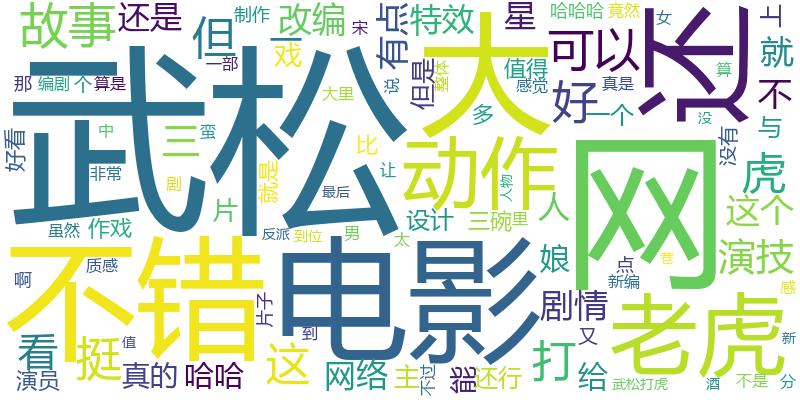 故事
还是
但
改编
一
戏
制作
宋
一部
有点
特效
星
哈哈哈
竟然
女
上
还
可以
就
不
值得
感觉
整体
但是
说
大
好
一个
真是
算
没
与
多
那
编剧
个
算是
大里
武松
好看
中
蛮
三
非常
剧
就是
比
让
最后
动作
人物
网
没有
虎
片
虽然
作戏
设计
三碗
里
人
这个
反派
到位
男
太
不错
电影
娘
点
巷
新编
演技
感
啊
质感
片子
到
剧情
老虎
看
挺
值
这
又
新
演员
真的
哈哈
网络
主
不过
能
还行
打
给
武松打虎
酒
不是
分